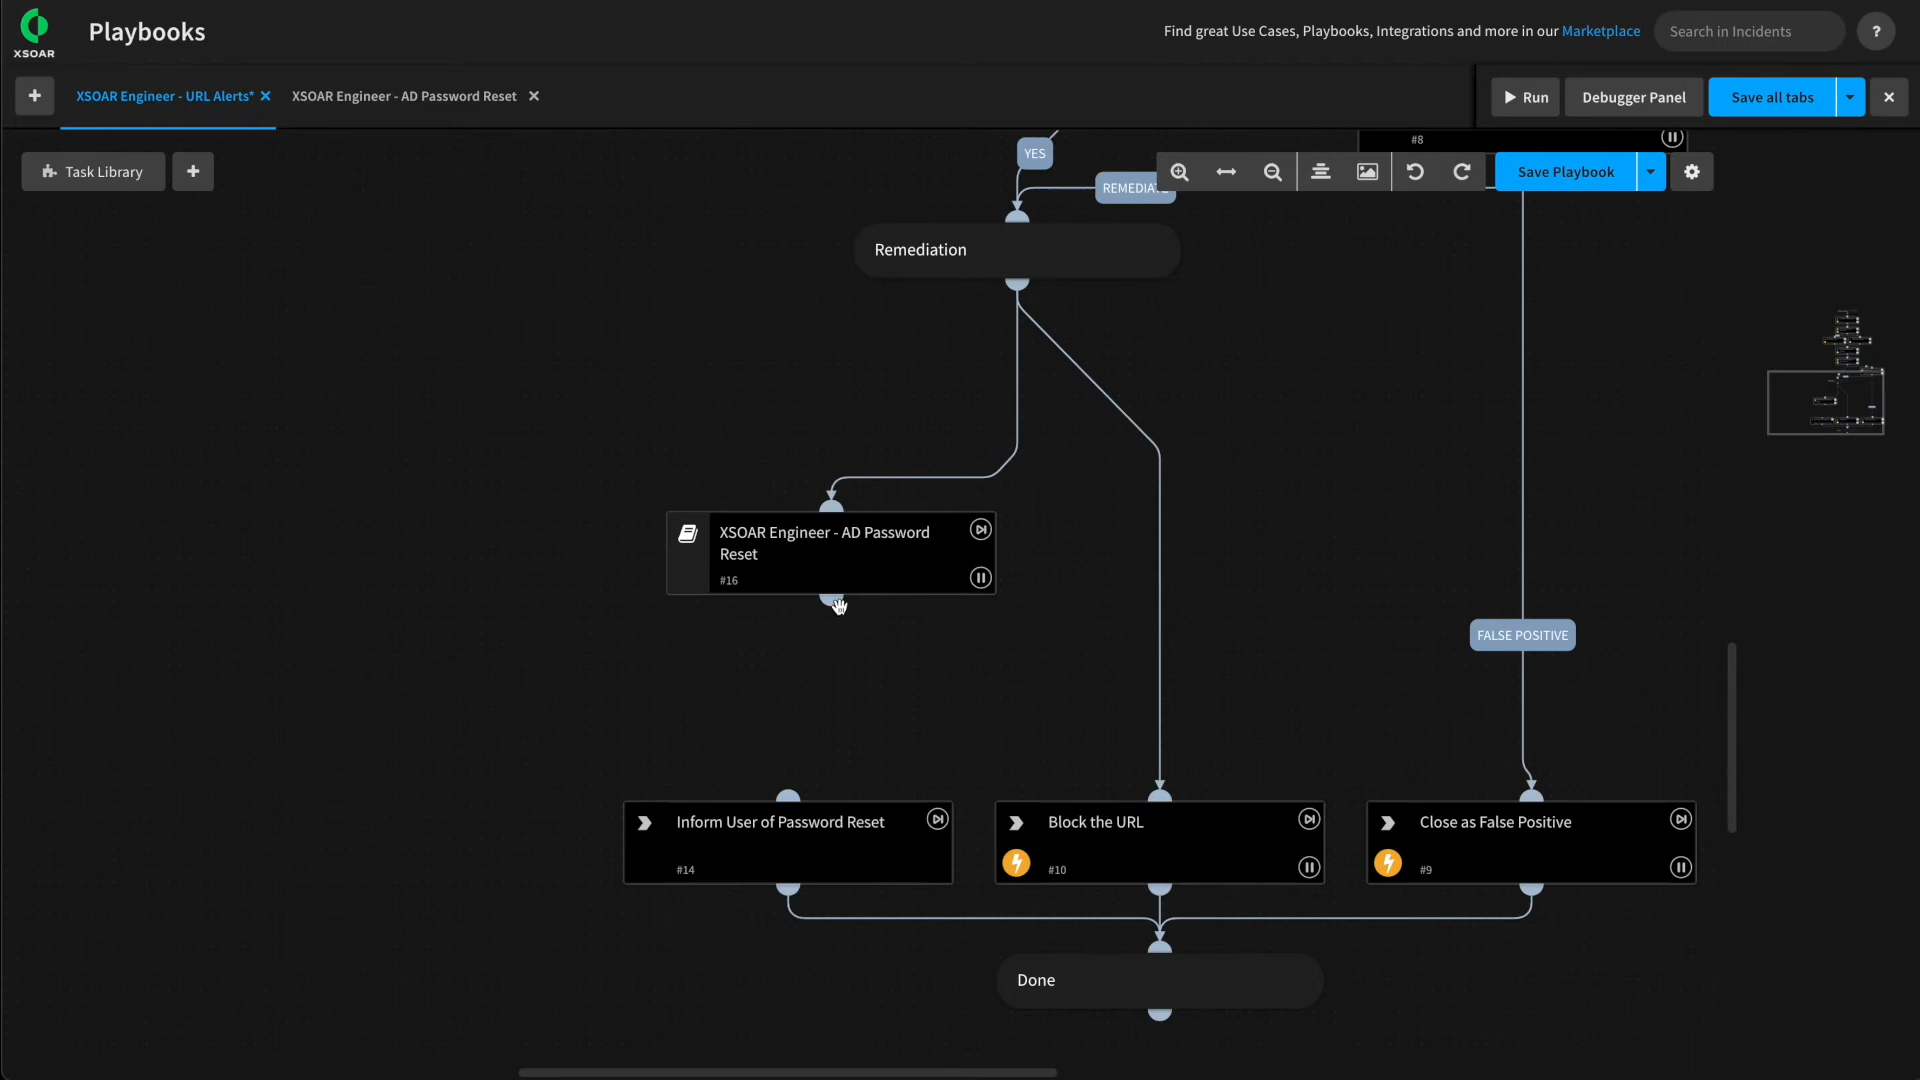 XSOAR
Playbooks
Find great Use Cases, Playbooks, Integrations and more in our Marketplace
Search in Incidents
?
XSOAR Engineer - URL Alerts*
XSOAR Engineer - AD Password Reset
Run
Debugger Panel
Save all tabs
#8
YES
Task Library
REMEDIATE
Save Playbook
Remediation
XSOAR Engineer - AD Password
Reset
#16
FALSE POSITIVE
Inform User of Password Reset
#14
Block the URL
#10
Close as False Positive
#9
Done